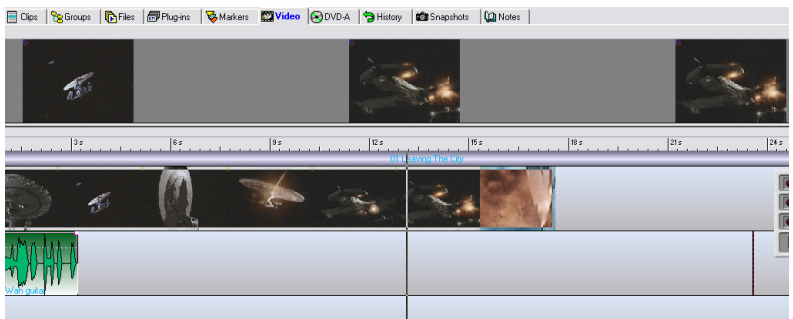 Clips Groups Files Plug-ins Markers Video DVD-A History Snapshots Notes
3 s 6 s 9 s 12 s 15 s 18 s 21 s 24 s
01 Leaving The City
Wah guitar